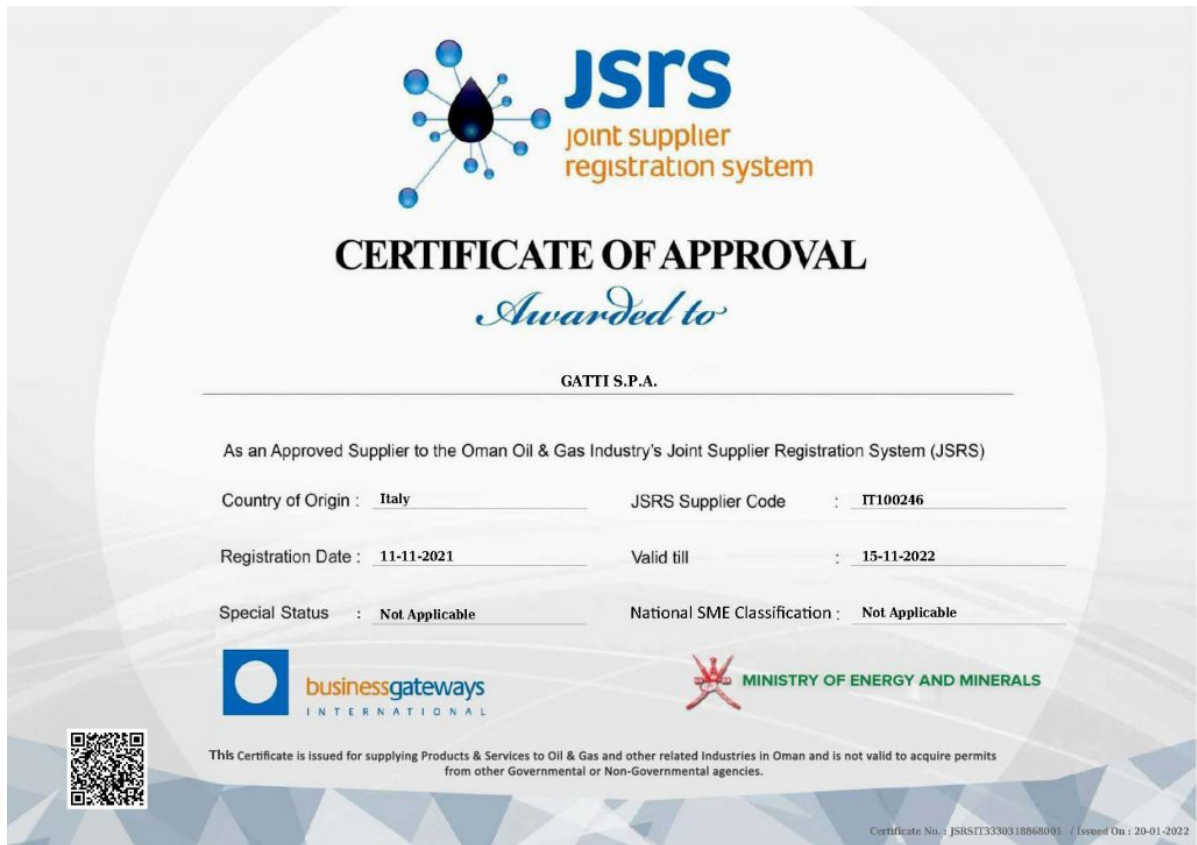 JSRS
joint supplier
registration system
CERTIFICATE OF APPROVAL
Awarded to
GATTI S.P.A.
As an Approved Supplier to the Oman Oil & Gas Industry's Joint Supplier Registration System (JSRS)
Country of Origin : Italy JSRS Supplier Code : IT100246
Registration Date : 11-11-2021 Valid till : 15-11-2022
Special Status : Not Applicable National SME Classification : Not Applicable
businessgateways
INTERNATIONAL
MINISTRY OF ENERGY AND MINERALS
This Certificate is issued for supplying Products & Services to Oil & Gas and other related Industries in Oman and is not valid to acquire permits
from other Governmental or Non-Governmental agencies.
Certificate No. : JSRSIT3330318868001 / Issued On : 20-01-2022